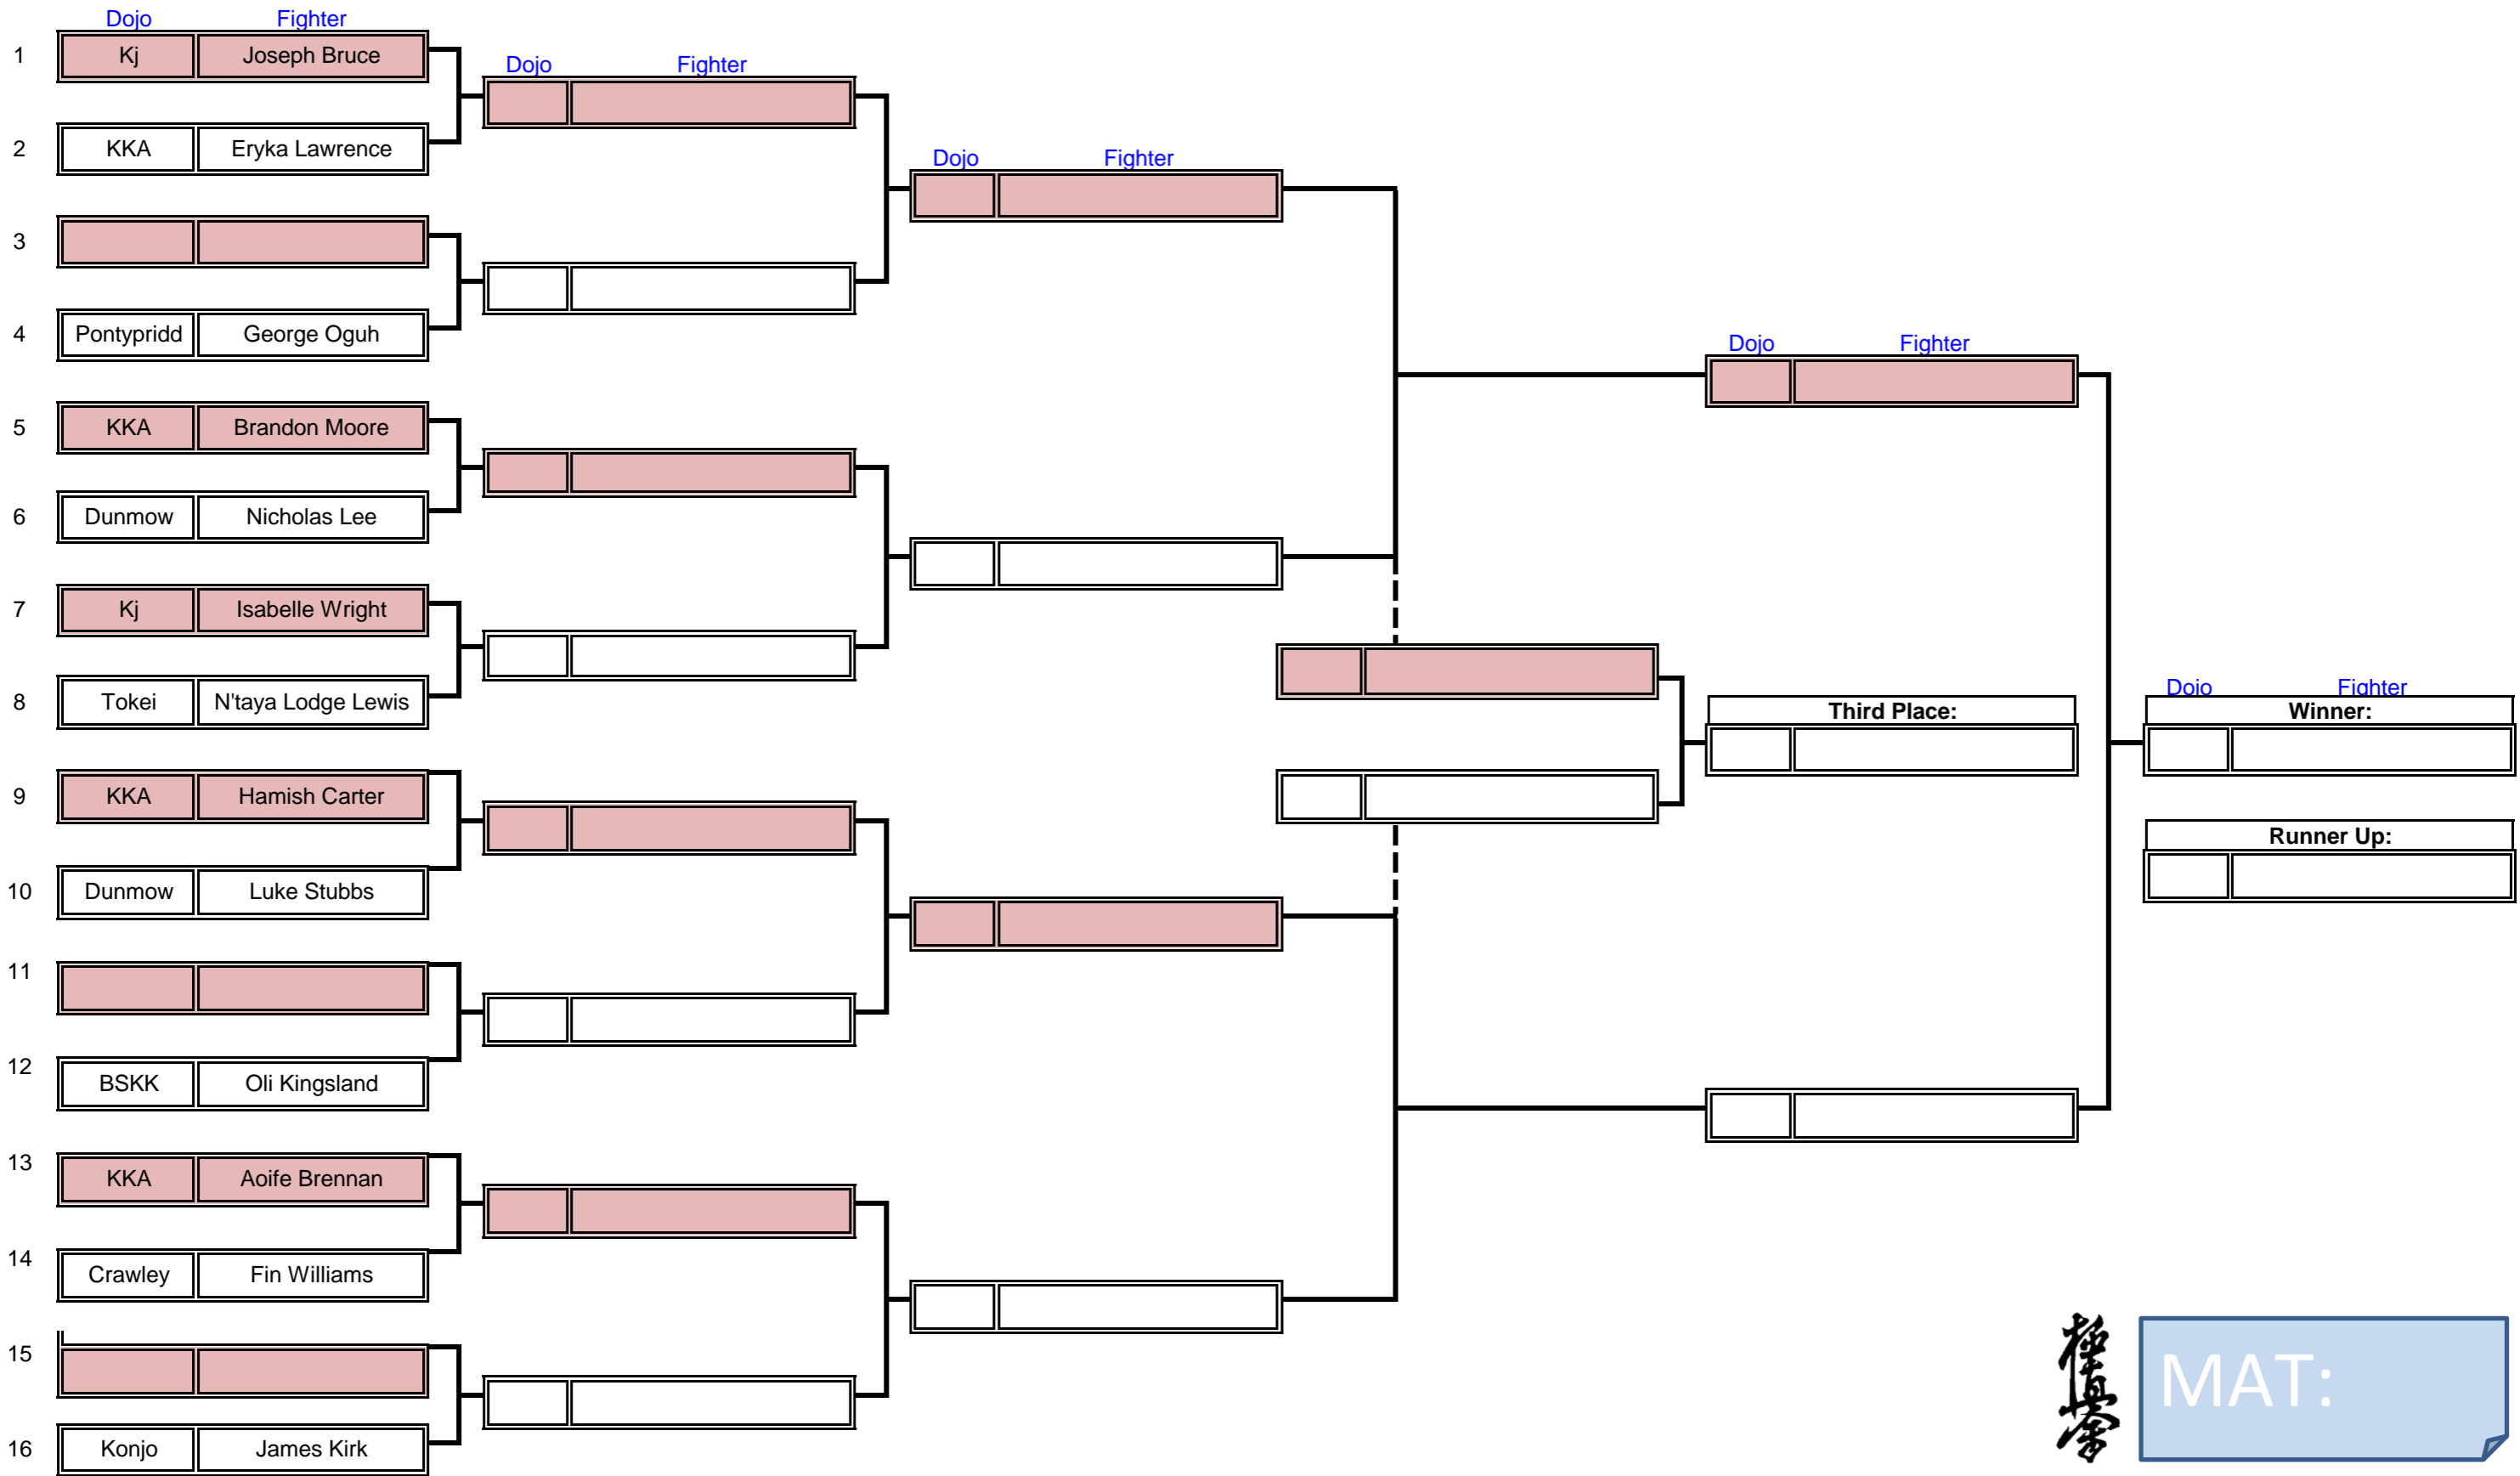 Dojo Fighter
1 Kj Joseph Bruce
Dojo Fighter
2 KKA Eryka Lawrence
Dojo Fighter
3
4 Pontypridd George Oguh
Dojo Fighter
5 KKA Brandon Moore
6 Dunmow Nicholas Lee
7 Kj Isabelle Wright
Dojo Fighter
8 Tokei N'taya Lodge Lewis
Third Place:
Winner:
9 KKA Hamish Carter
Runner Up:
10 Dunmow Luke Stubbs
11
12 BSKK Oli Kingsland
13 KKA Aoife Brennan
14 Crawley Fin Williams
15
16 Konjo James Kirk
極真会
MAT: